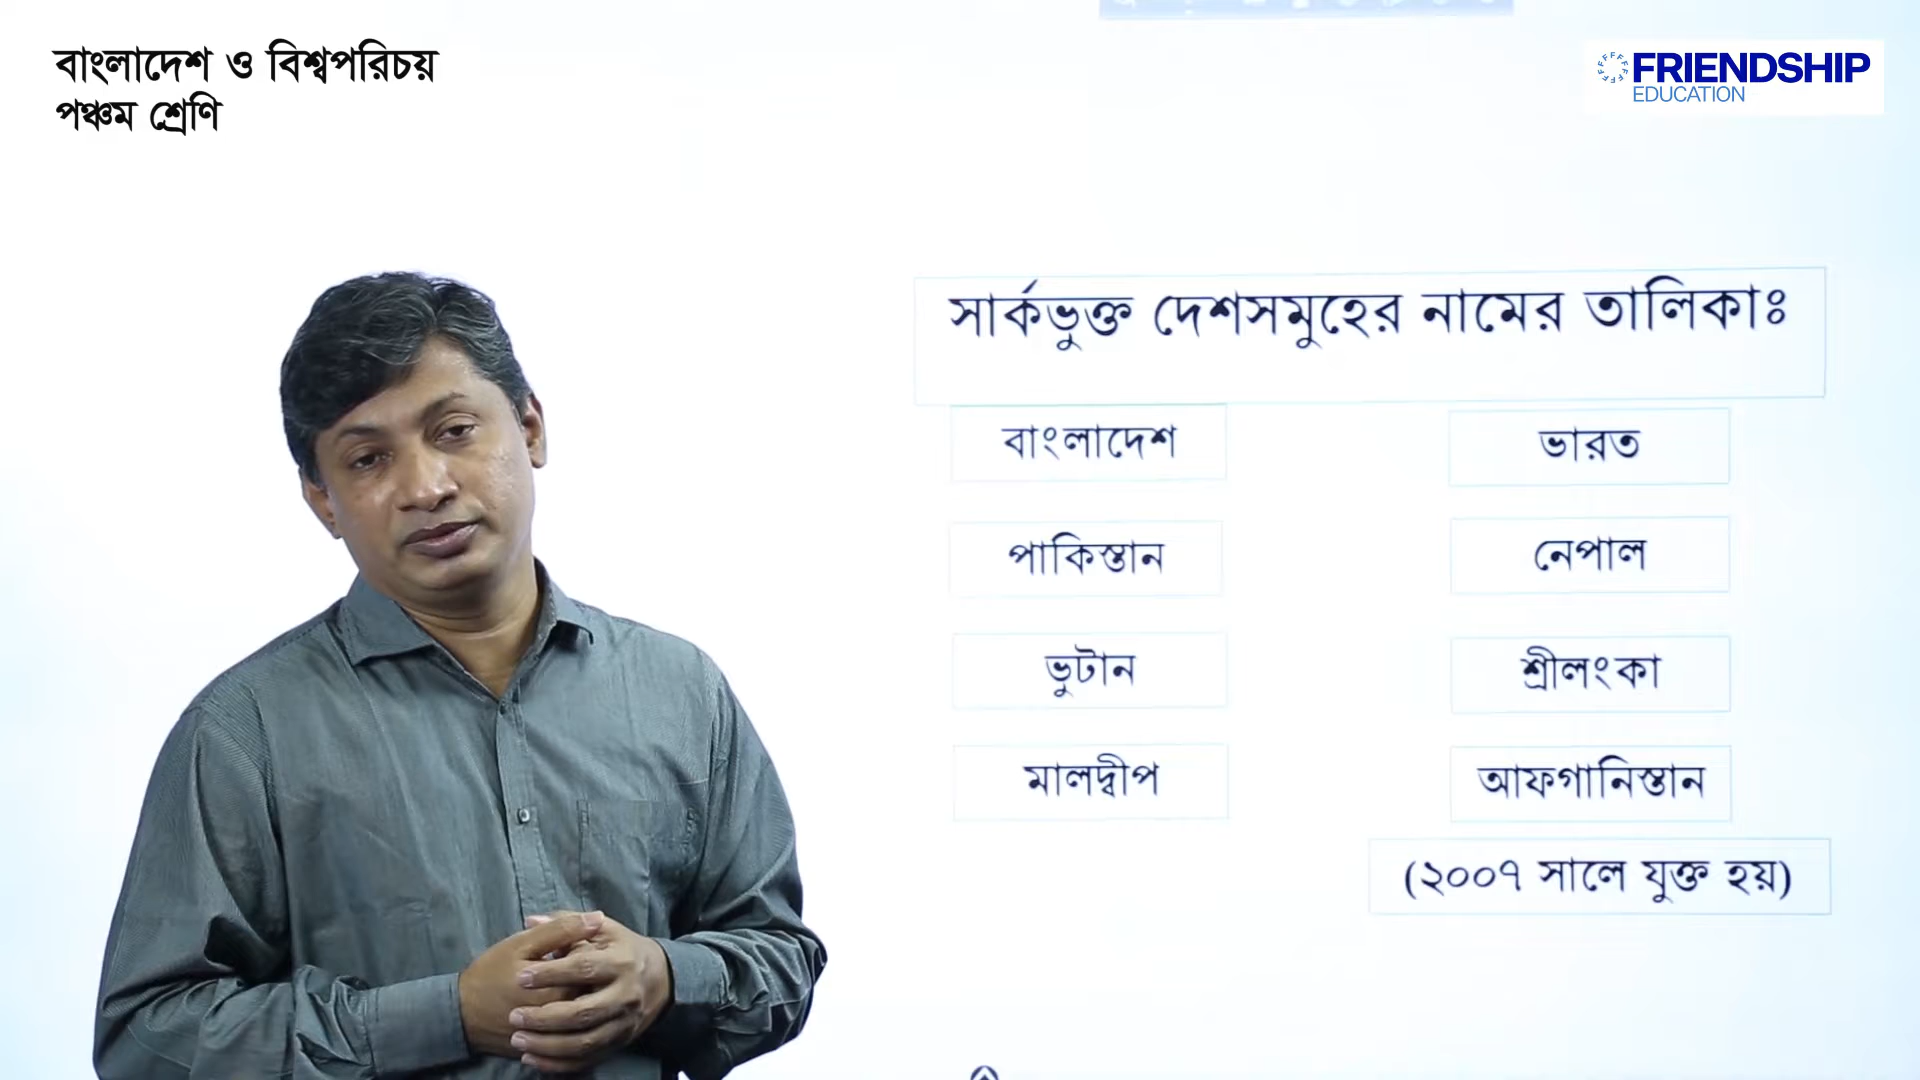 বাংলাদেশ ও বিশ্বপরিচয়
পঞ্চম শ্রেণি
FRIENDSHIP
EDUCATION
সার্কভুক্ত দেশসমুহের নামের তালিকাঃ
বাংলাদেশ
ভারত
পাকিস্তান
নেপাল
ভুটান
শ্রীলংকা
মালদ্বীপ
আফগানিস্তান
(২০০৭ সালে যুক্ত হয়)